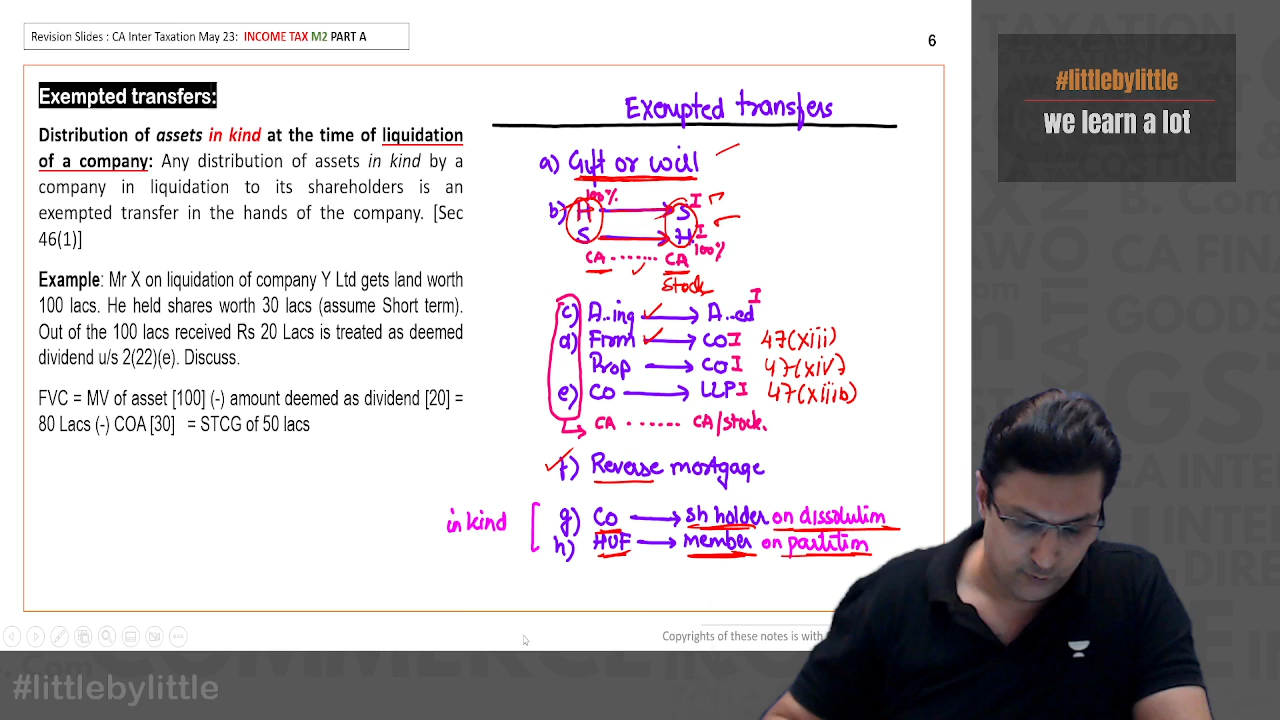 Revision Slides : CA Inter Taxation May 23: INCOME TAX M2 PART A
6
Exempted transfers:
Distribution of assets in kind at the time of liquidation
of a company: Any distribution of assets in kind by a
company in liquidation to its shareholders is an
exempted transfer in the hands of the company. [Sec
46(1)]
Example: Mr X on liquidation of company Y Ltd gets land worth
100 lacs. He held shares worth 30 lacs (assume Short term).
Out of the 100 lacs received Rs 20 Lacs is treated as deemed
dividend u/s 2(22)(e). Discuss.
FVC = MV of asset [100] (-) amount deemed as dividend [20] =
80 Lacs (-) COA [30] = STCG of 50 lacs
Exempted transfers
a) Gift or will
100%
b) H → S I
S → H I
100%
CA ....... CA
Stock
c) A..ing → A..ed I
d) From → CO I 47(xiii)
Prop → CO I 47(xiv)
e) CO → LLP I 47(xiiib)
CA ....... CA/stock.
f) Reverse mortgage
in kind
g) Co → sh holder on dissolution
h) HUF → member on partition
Copyrights of these notes is with
#littlebylittle
we learn a lot
#littlebylittle